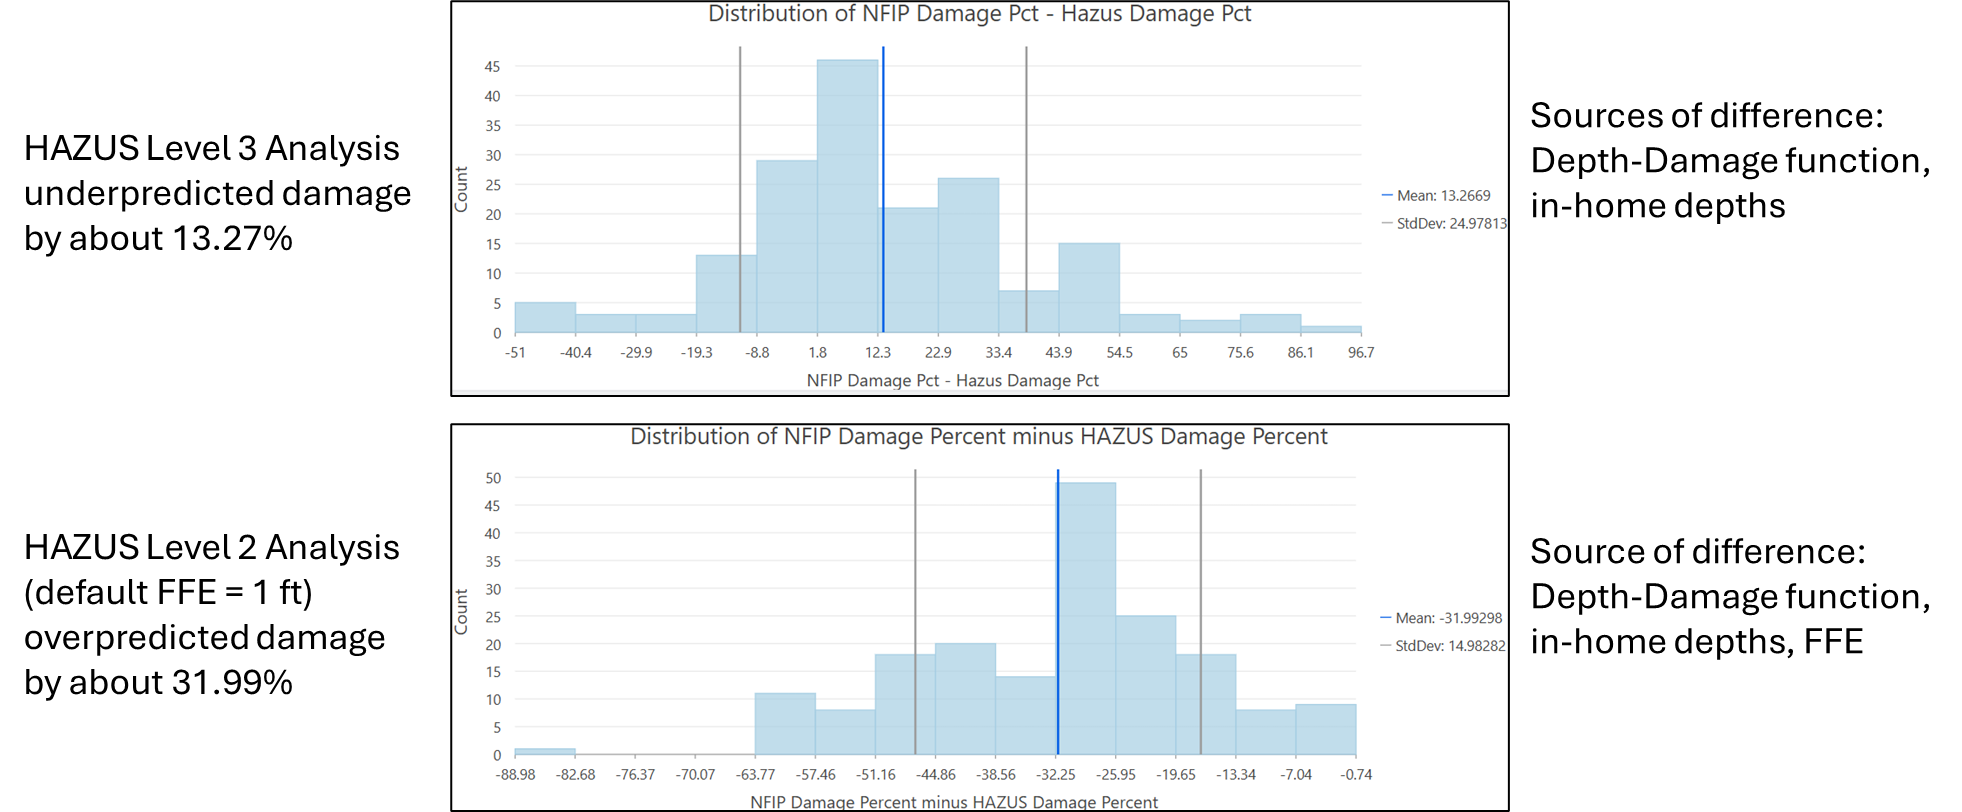 HAZUS Level 3 Analysis
underpredicted damage
by about 13.27%
Distribution of NFIP Damage Pct - Hazus Damage Pct
45
40
35
30
25
20
15
10
5
0
Count
-51 -40.4 -29.9 -19.3 -8.8 1.8 12.3 22.9 33.4 43.9 54.5 65 75.6 86.1 96.7
NFIP Damage Pct - Hazus Damage Pct
Mean: 13.2669
StdDev: 24.97813
Sources of difference:
Depth-Damage function,
in-home depths
HAZUS Level 2 Analysis
(default FFE = 1 ft)
overpredicted damage
by about 31.99%
Distribution of NFIP Damage Percent minus HAZUS Damage Percent
50
45
40
35
30
25
20
15
10
5
0
Count
-88.98 -82.68 -76.37 -70.07 -63.77 -57.46 -51.16 -44.86 -38.56 -32.25 -25.95 -19.65 -13.34 -7.04 -0.74
NFIP Damage Percent minus HAZUS Damage Percent
Mean: -31.99298
StdDev: 14.98282
Source of difference:
Depth-Damage function,
in-home depths, FFE